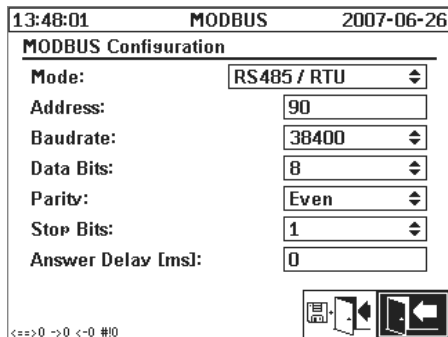 13:48:01 MODBUS 2007-06-26
MODBUS Configuration
Mode: RS485 / RTU
Address: 90
Baudrate: 38400
Data Bits: 8
Parity: Even
Stop Bits: 1
Answer Delay [ms]: 0
<==>0 ->0 <-0 #!0